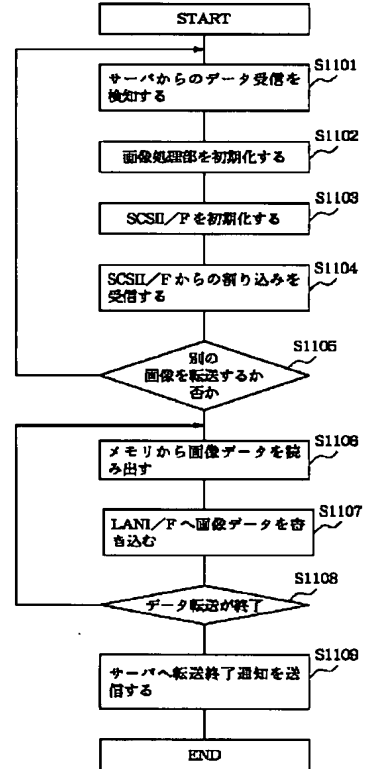 START
サーバからのデータ受信を
検知する
S1101
画像処理部を初期化する
S1102
SCSII／Fを初期化する
S1103
SCSII／Fからの割り込みを
受信する
S1104
別の
画像を転送するか
否か
S1105
メモリから画像データを読
み出す
S1106
LANI／Fへ画像データを書
き込む
S1107
データ転送が終了
S1108
サーバへ転送終了通知を送
信する
S1109
END